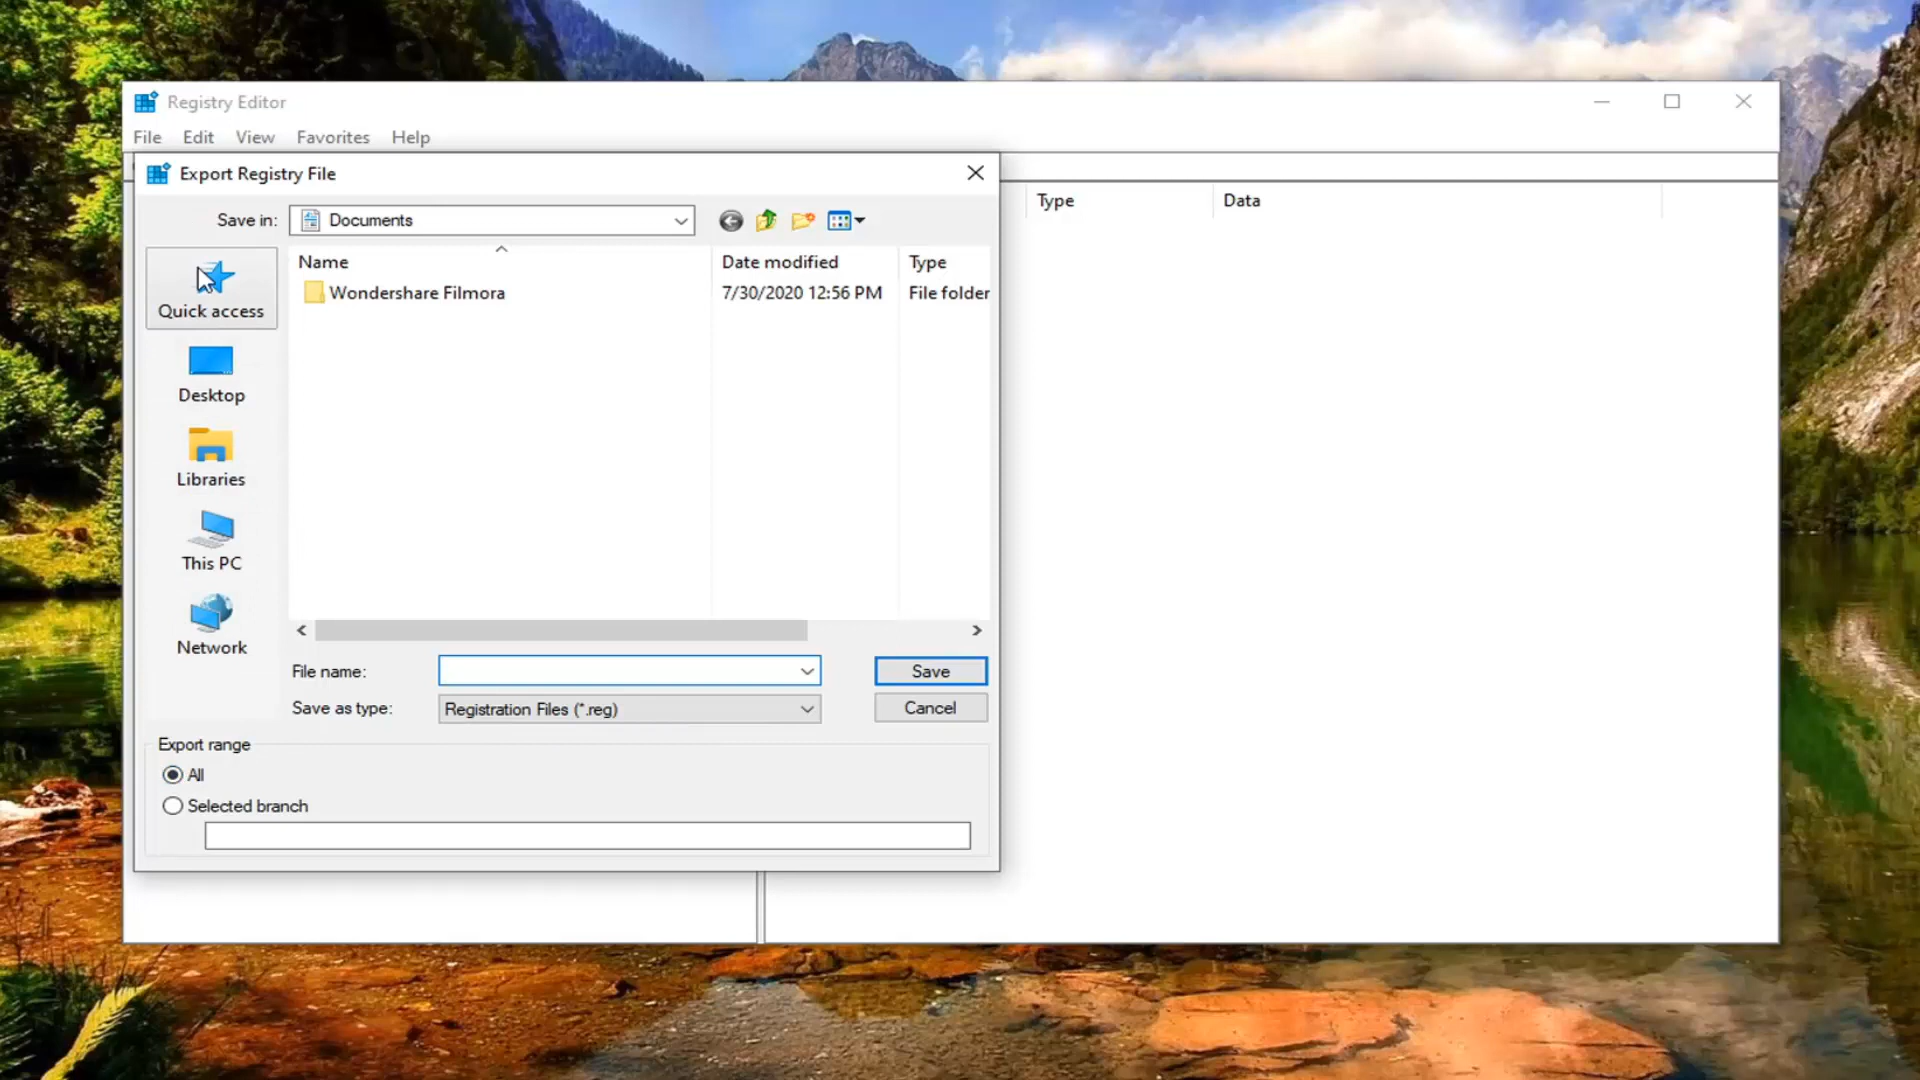 Registry Editor
File Edit View Favorites Help
Export Registry File
Save in: Documents
Type Data
Name Date modified Type
Wondershare Filmora 7/30/2020 12:56 PM File folder
Quick access
Desktop
Libraries
This PC
Network
File name: Save
Save as type: Registration Files (*.reg) Cancel
Export range
All
Selected branch